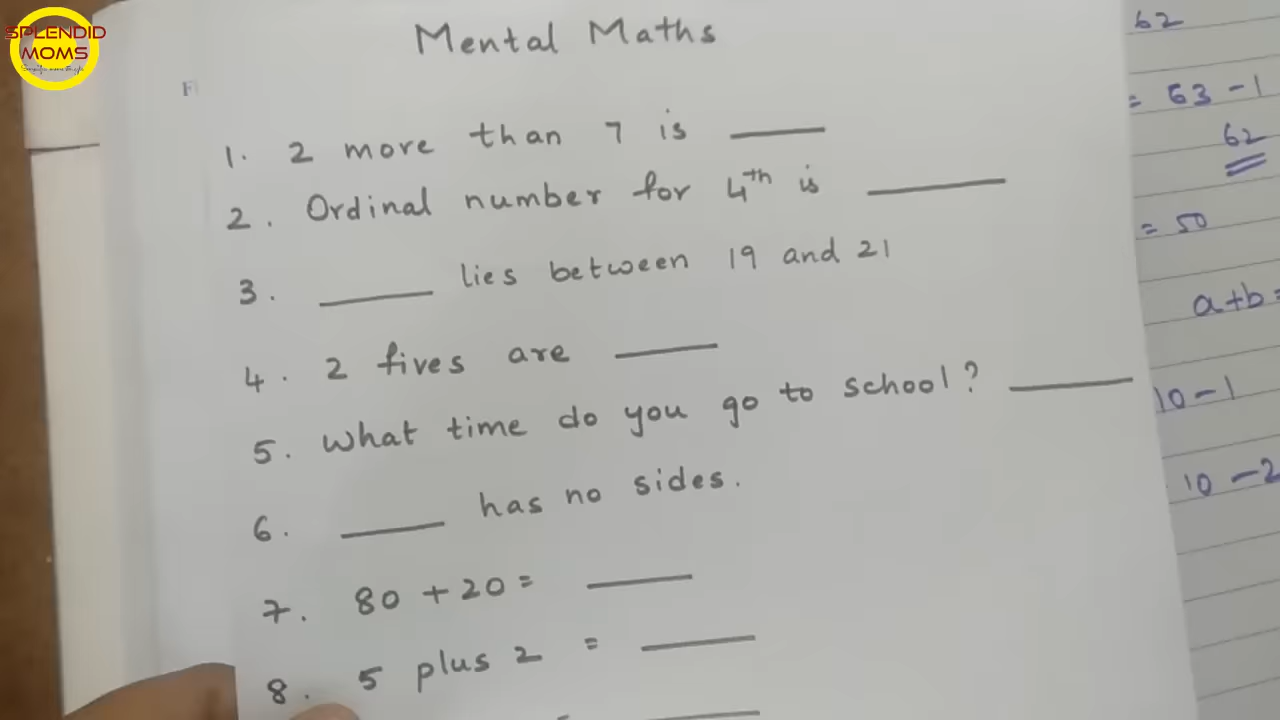 SPLENDID
MOMS
Mental Maths
F
1. 2 more than 7 is ____
2. Ordinal number for 4th is ____
3. ____ lies between 19 and 21
4. 2 fives are ____
5. What time do you go to school? ____
6. ____ has no sides.
7. 80 + 20 = ____
8. 5 plus 2 = ____
62
= 63 - 1
62
= 50
a+b=
10 - 1
10 - 2